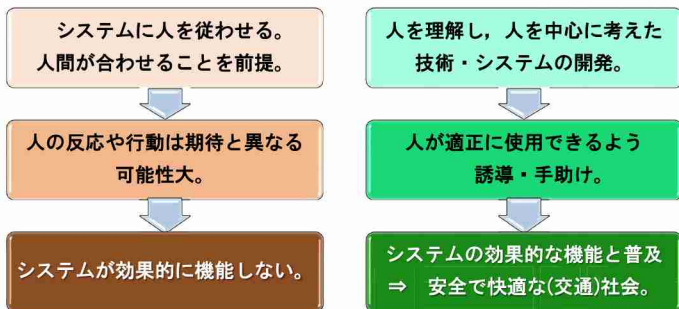 システムに人を従わせる。
人間が合わせることを前提。
人の反応や行動は期待と異なる
可能性大。
システムが効果的に機能しない。
人を理解し，人を中心に考えた
技術・システムの開発。
人が適正に使用できるよう
誘導・手助け。
システムの効果的な機能と普及
⇒ 安全で快適な(交通)社会。